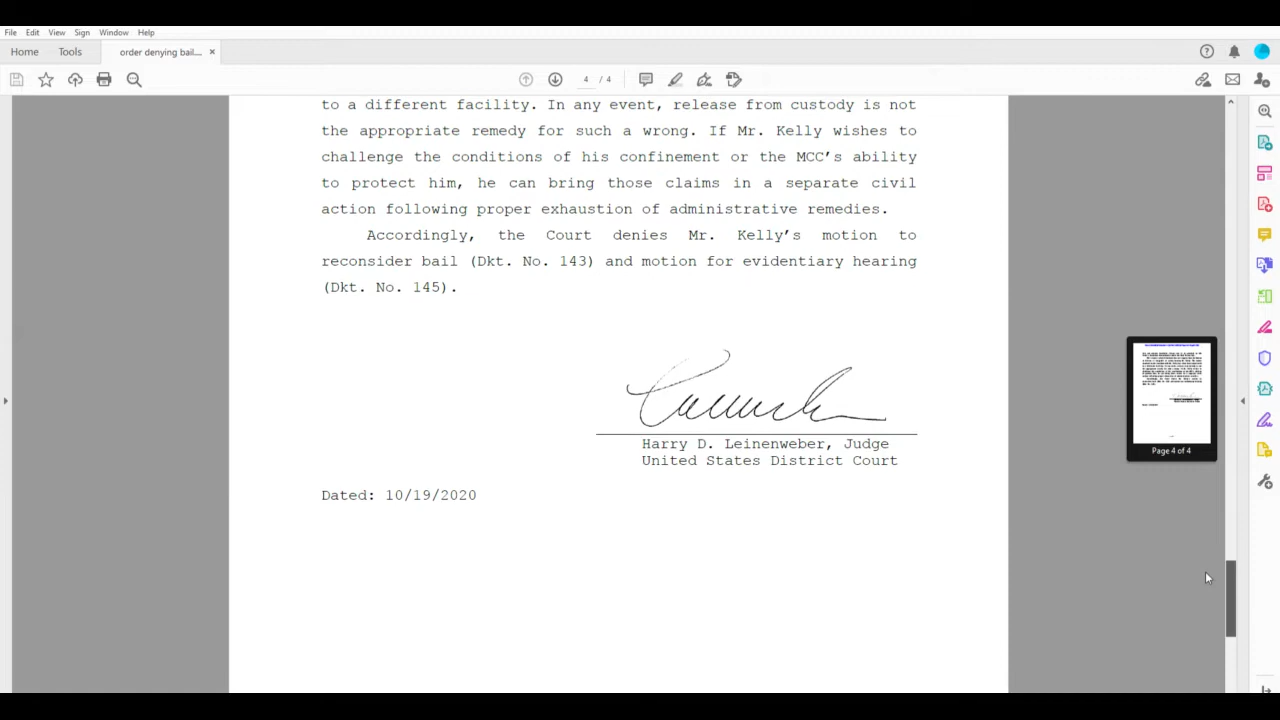 File Edit View Sign Window Help
Home Tools order denying bail... ×
4 / 4
to a different facility. In any event, release from custody is not
the appropriate remedy for such a wrong. If Mr. Kelly wishes to
challenge the conditions of his confinement or the MCC's ability
to protect him, he can bring those claims in a separate civil
action following proper exhaustion of administrative remedies.
Accordingly, the Court denies Mr. Kelly's motion to
reconsider bail (Dkt. No. 143) and motion for evidentiary hearing
(Dkt. No. 145).
Harry D. Leinenweber, Judge
United States District Court
Dated: 10/19/2020
Page 4 of 4